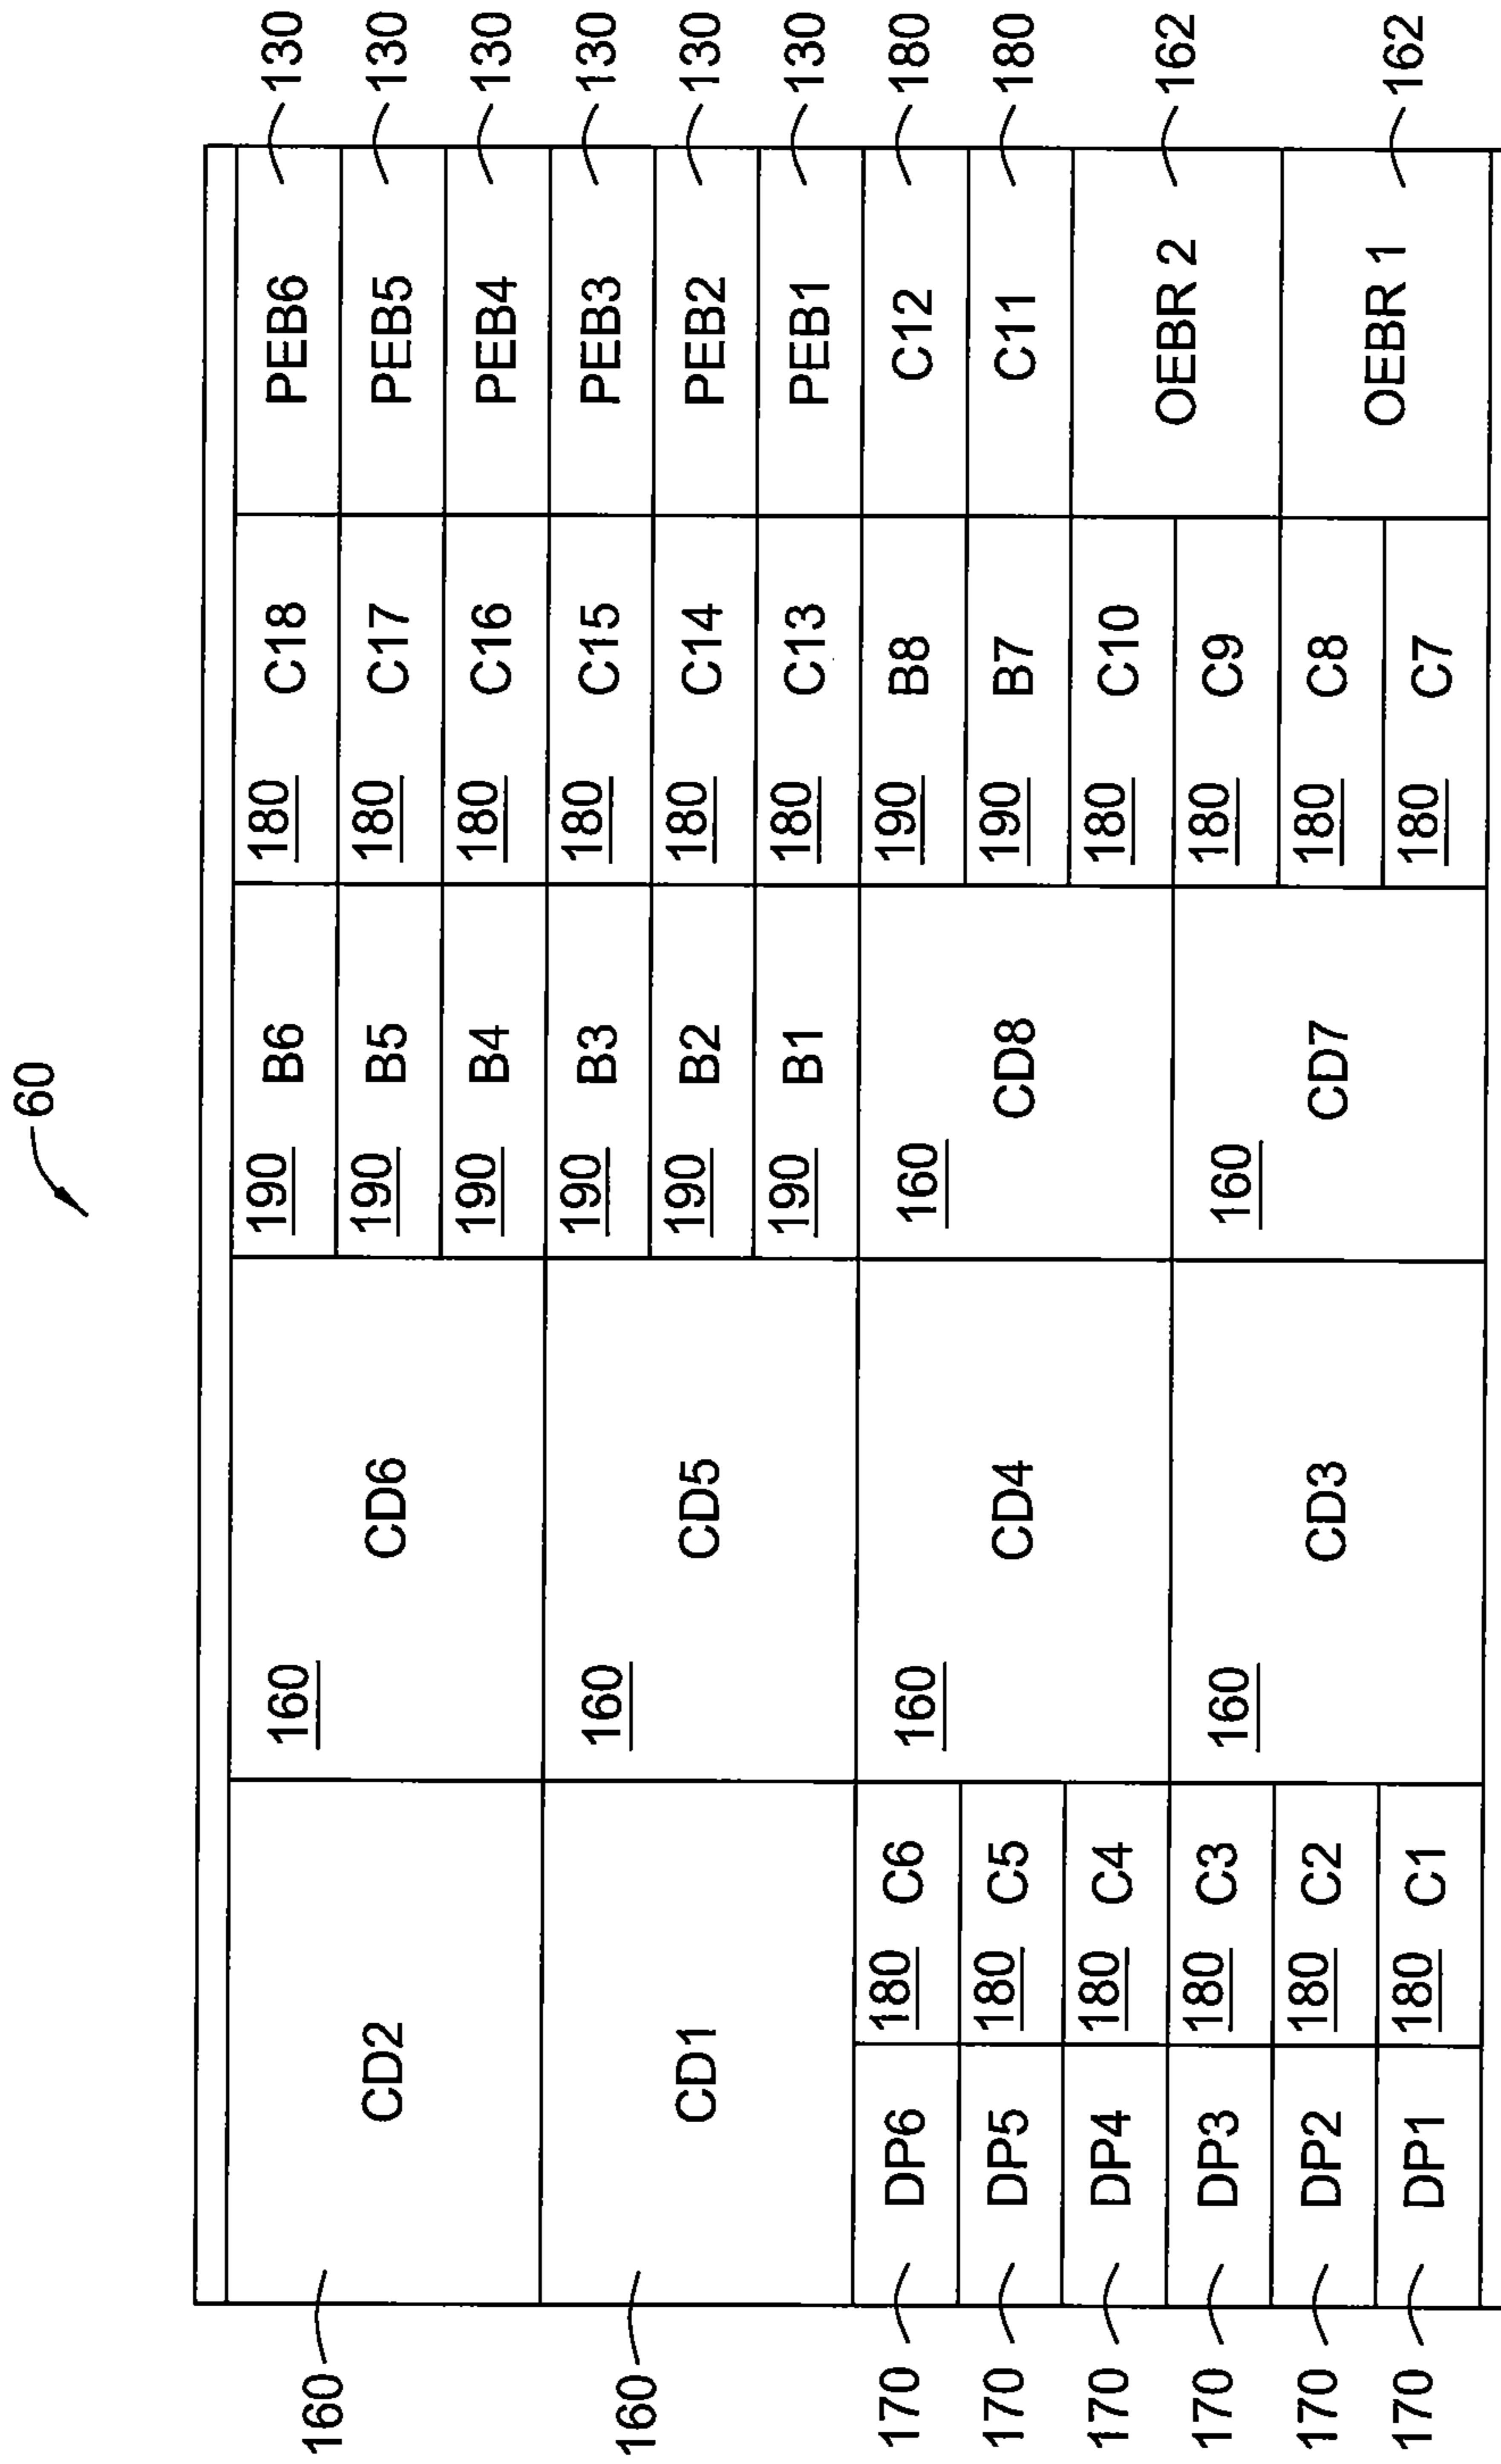 60
160 CD2 160 CD6 190 B6 180 C18 PEB6 130
190 B5 180 C17 PEB5 130
190 B4 180 C16 PEB4 130
160 CD1 160 CD5 190 B3 180 C15 PEB3 130
190 B2 180 C14 PEB2 130
190 B1 180 C13 PEB1 130
170 DP6 180 C6 160 CD4 160 CD8 190 B8 C12 180
170 DP5 180 C5 190 B7 C11 180
170 DP4 180 C4 180 C10 OEBR 2 162
170 DP3 180 C3 160 CD3 160 CD7 180 C9
170 DP2 180 C2 180 C8 OEBR 1 162
170 DP1 180 C1 180 C7